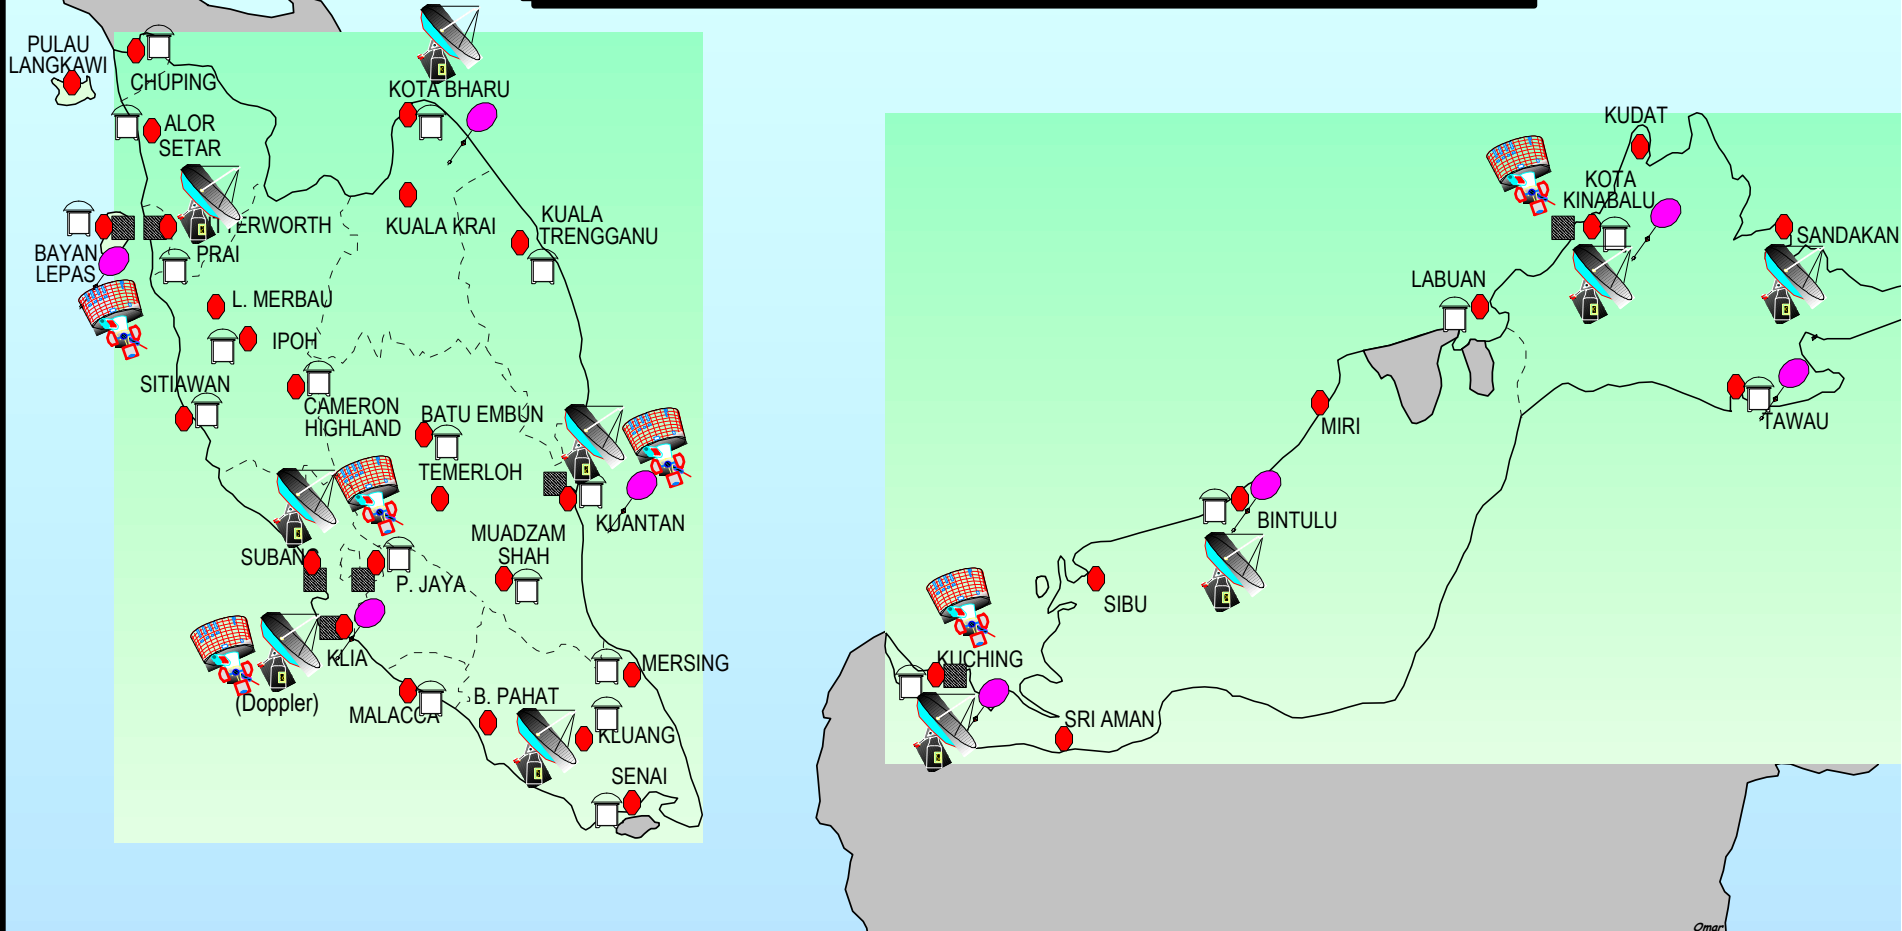 PULAU
LANGKAWI
CHUPING
KOTA BHARU
ALOR
SETAR
KUALA KRAI
KUALA
TRENGGANU
BAYAN
LEPAS
PRAI
L. MERBAU
IPOH
SITIAWAN
CAMERON
HIGHLAND
BATU EMBUN
TEMERLOH
KUANTAN
MUADZAM
SHAH
SUBANG
P. JAYA
KLIA
(Doppler)
MALACCA
B. PAHAT
MERSING
KLUANG
SENAI
KUDAT
KOTA
KINABALU
SANDAKAN
LABUAN
TAWAU
MIRI
BINTULU
SIBU
KUCHING
SRI AMAN
Omar